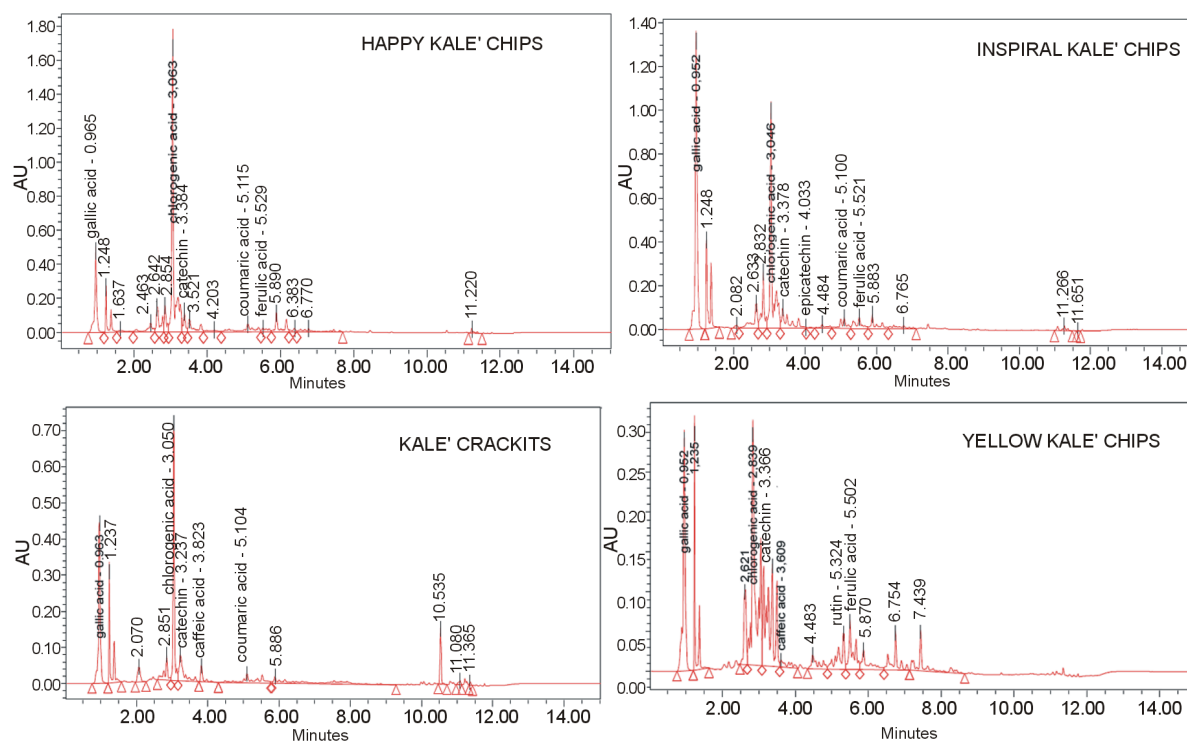 HAPPY KALE' CHIPS
AU
1.80
1.60
1.40
1.20
1.00
0.80
0.60
0.40
0.20
0.00
gallic acid - 0.965
1.248
1.637
2.463
2.642
2.854
chlorogenic acid - 3,063
catechin - 3.384
3.521
4.203
coumaric acid - 5.115
ferulic acid - 5.529
5.890
6.383
6.770
11.220
2.00 4.00 6.00 8.00 10.00 12.00 14.00
Minutes
INSPIRAL KALE' CHIPS
AU
1.40
1.20
1.00
0.80
0.60
0.40
0.20
0.00
gallic acid - 0,952
1.248
2.082
2.633
2.832
chlorogenic acid - 3,046
catechin - 3.378
epicatechin - 4.033
4.484
coumaric acid - 5.100
ferulic acid - 5.521
5.883
6.765
11.266
11.651
2.00 4.00 6.00 8.00 10.00 12.00 14.00
Minutes
KALE' CRACKITS
AU
0.70
0.60
0.50
0.40
0.30
0.20
0.10
0.00
gallic acid - 0.963
1.237
2.070
2.851
chlorogenic acid - 3.050
catechin - 3.237
caffeic acid - 3.823
coumaric acid - 5.104
5.886
10.535
11.080
11.365
2.00 4.00 6.00 8.00 10.00 12.00 14.00
Minutes
YELLOW KALE' CHIPS
AU
0.30
0.20
0.20
0.10
0.10
0.05
0.00
gallic acid - 0,952
1,235
2,621
chlorogenic acid - 2,839
catechin - 3.366
caffeic acid - 3,609
4.483
rutin - 5.324
ferulic acid - 5.502
5.870
6.754
7.439
2.00 4.00 6.00 8.00 10.00 12.00 14.00
Minutes